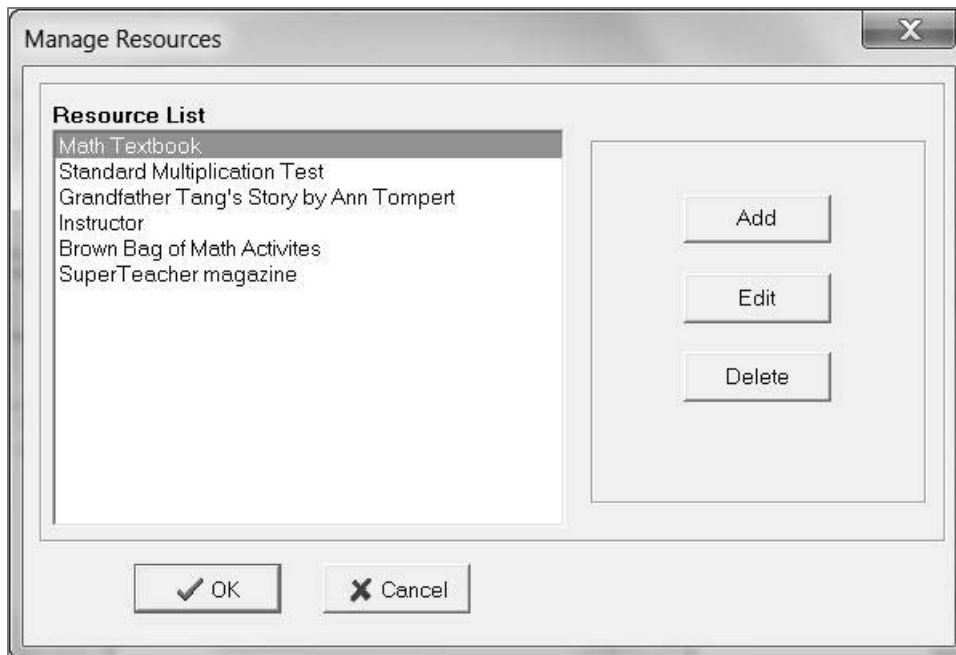 Manage Resources
X
Resource List
Math Textbook
Standard Multiplication Test
Grandfather Tang's Story by Ann Tompert
Instructor
Brown Bag of Math Activites
SuperTeacher magazine
Add
Edit
Delete
OK
Cancel